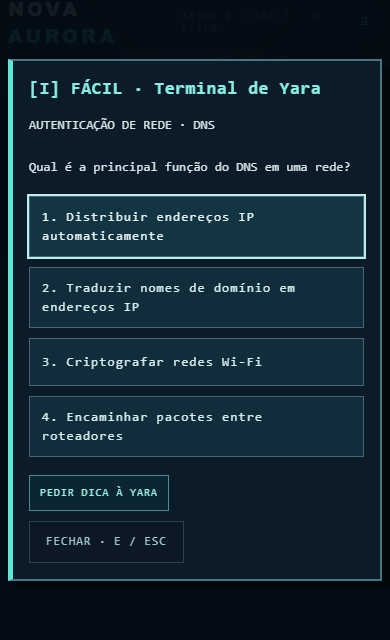 NOVA
AURORA
[I] FÁCIL · Terminal de Yara
AUTENTICAÇÃO DE REDE · DNS
Qual é a principal função do DNS em uma rede?
1. Distribuir endereços IP
automaticamente
2. Traduzir nomes de domínio em
endereços IP
3. Criptografar redes Wi-Fi
4. Encaminhar pacotes entre
roteadores
PEDIR DICA À YARA
FECHAR · E / ESC